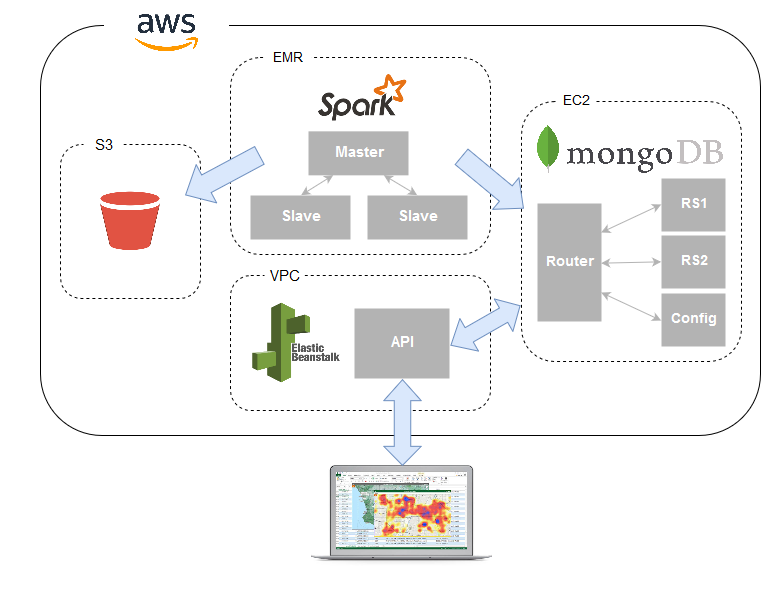 aws
EMR
Spark
Master
Slave
Slave
S3
EC2
mongoDB
Router
RS1
RS2
Config
VPC
Elastic
Beanstalk
API